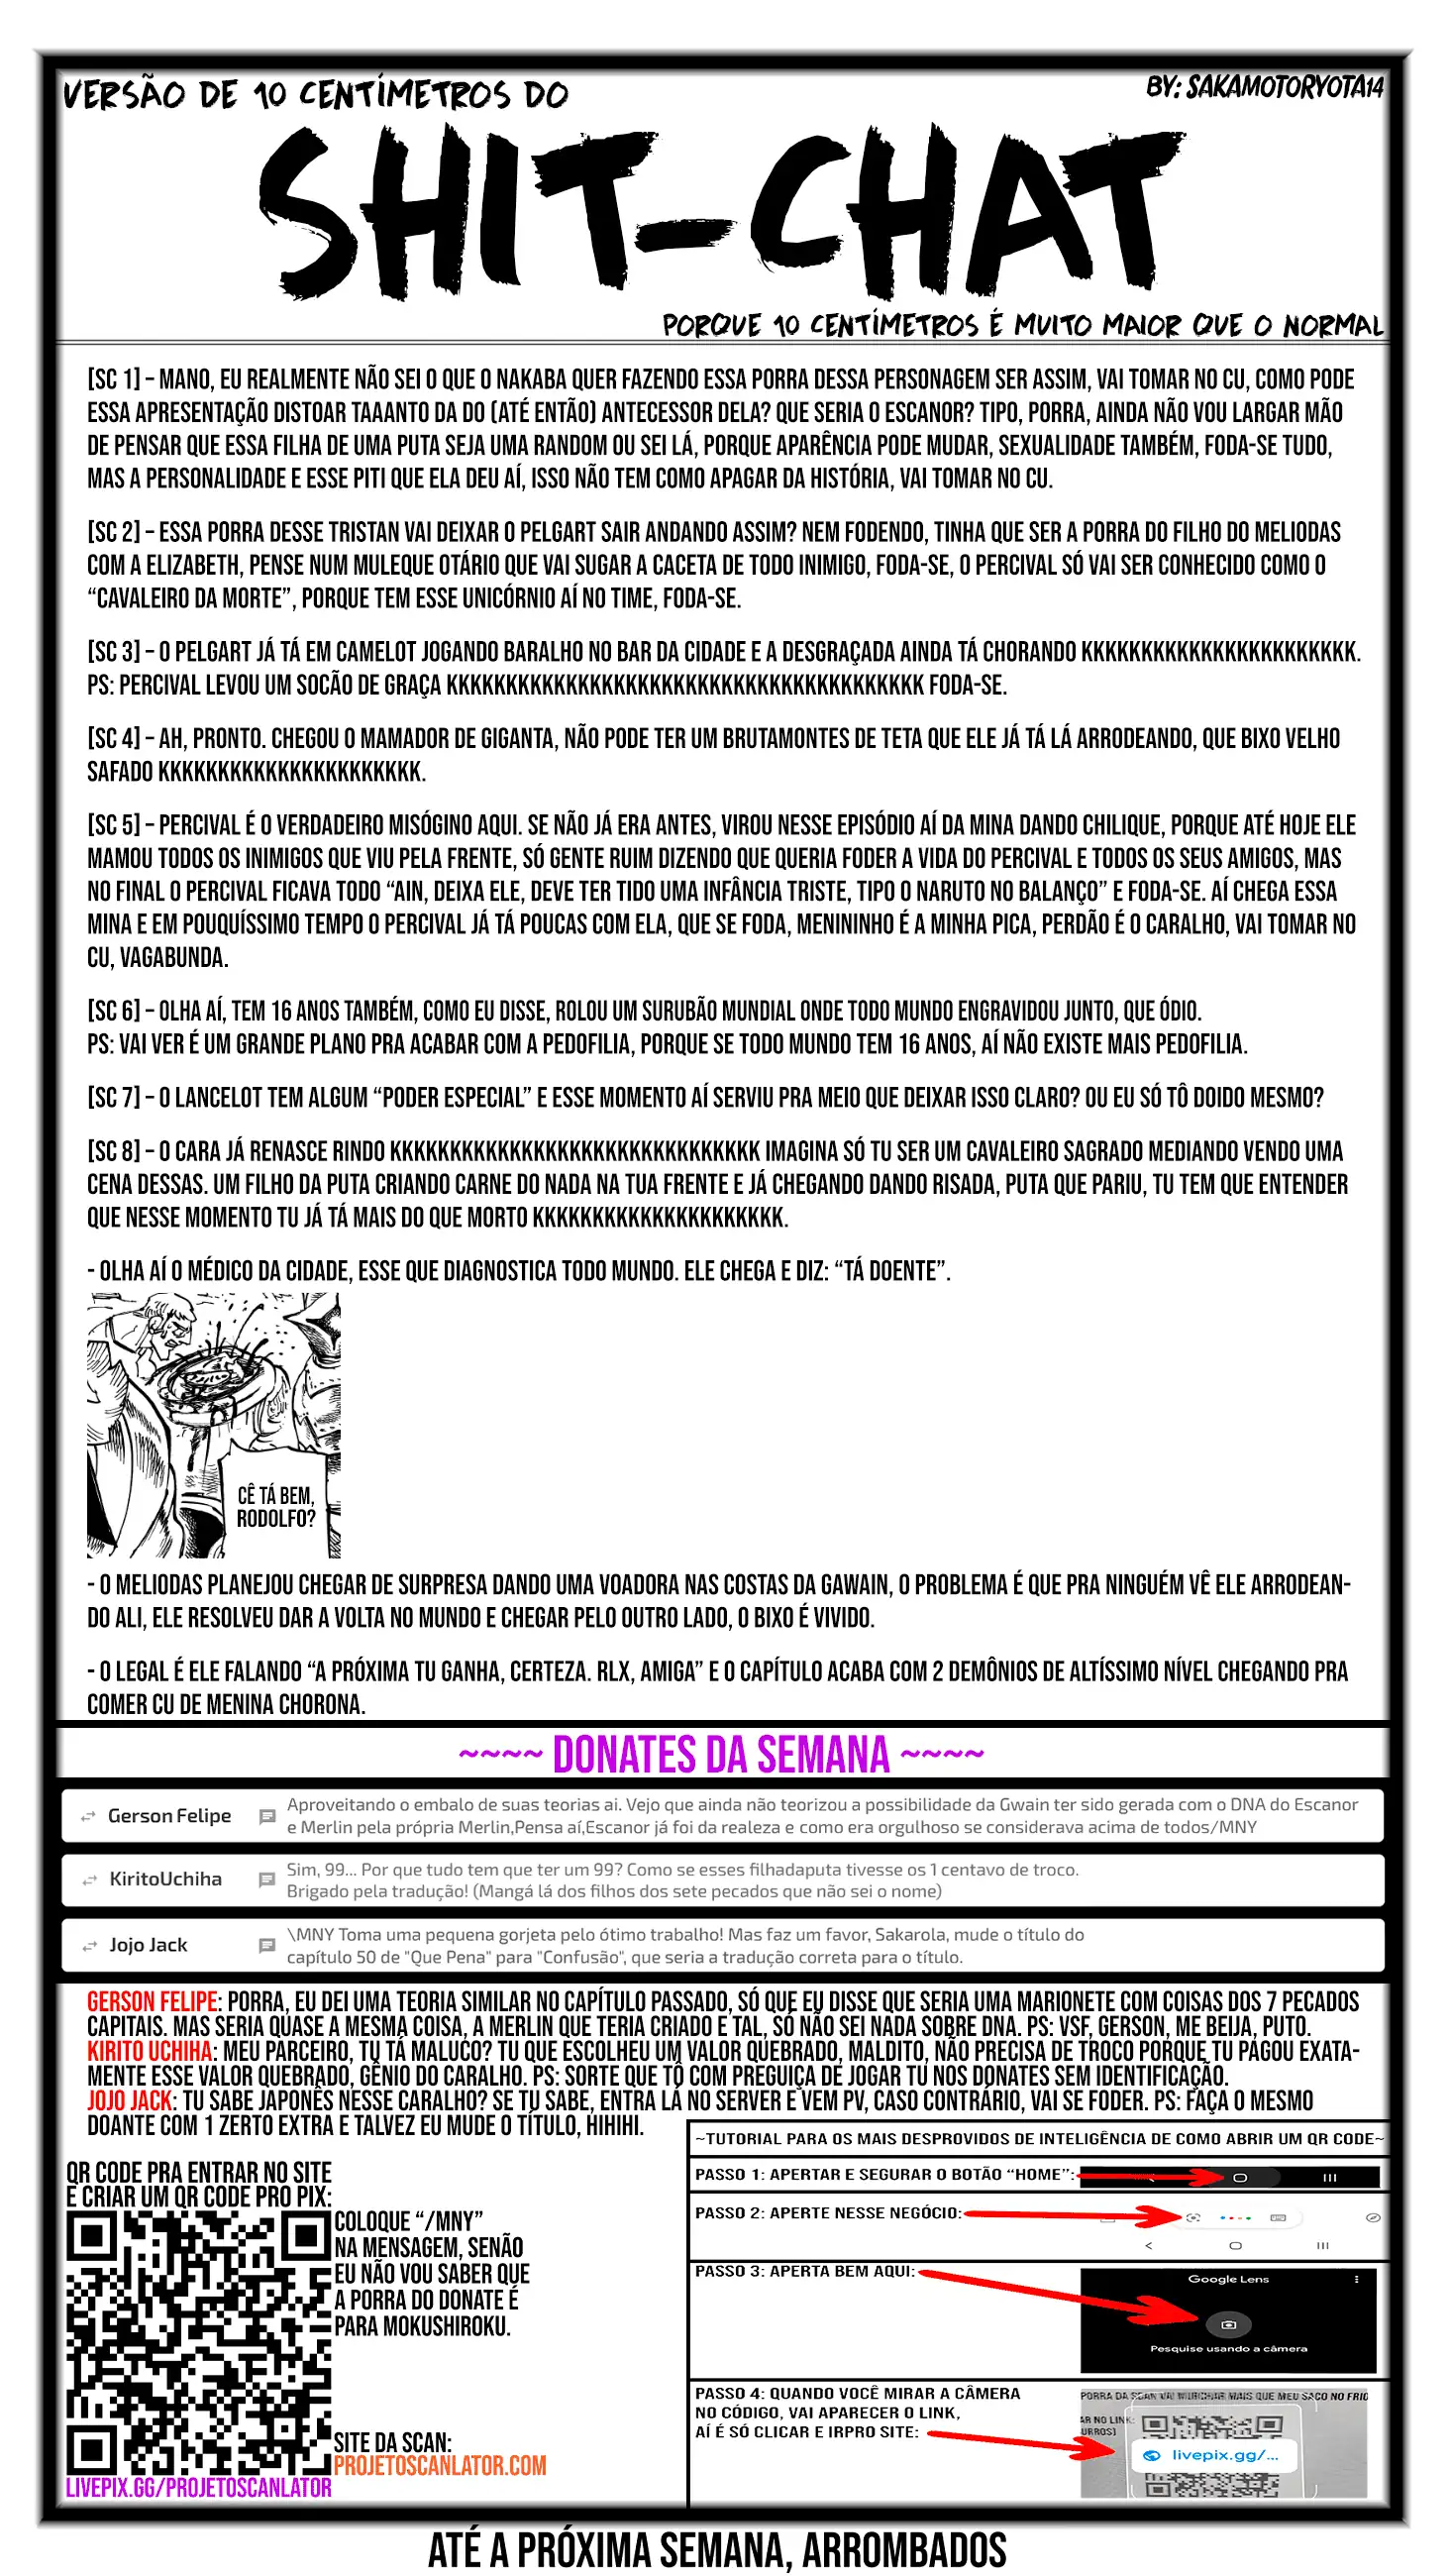 VERSÃO DE 10 CENTÍMETROS DO
BY: SAKAMOTORYOTA14
SHIT-CHAT
PORQUE 10 CENTÍMETROS É MUITO MAIOR QUE O NORMAL
[SC 1] – MANO, EU REALMENTE NÃO SEI O QUE O NAKABA QUER FAZENDO ESSA PORRA DESSA PERSONAGEM SER ASSIM, VAI TOMAR NO CU, COMO PODE
ESSA APRESENTAÇÃO DISTOAR TAAANTO DA DO (ATÉ ENTÃO) ANTECESSOR DELA? QUE SERIA O ESCANOR? TIPO, PORRA, AINDA NÃO VOU LARGAR MÃO
DE PENSAR QUE ESSA FILHA DE UMA PUTA SEJA UMA RANDOM OU SEI LÁ, PORQUE APARÊNCIA PODE MUDAR, SEXUALIDADE TAMBÉM, FODA-SE TUDO,
MAS A PERSONALIDADE E ESSE PITI QUE ELA DEU AÍ, ISSO NÃO TEM COMO APAGAR DA HISTÓRIA, VAI TOMAR NO CU.
[SC 2] – ESSA PORRA DESSE TRISTAN VAI DEIXAR O PELGART SAIR ANDANDO ASSIM? NEM FODENDO, TINHA QUE SER A PORRA DO FILHO DO MELIODAS
COM A ELIZABETH, PENSE NUM MULEQUE OTÁRIO QUE VAI SUGAR A CACETA DE TODO INIMIGO, FODA-SE, O PERCIVAL SÓ VAI SER CONHECIDO COMO O
“CAVALEIRO DA MORTE”, PORQUE TEM ESSE UNICÓRNIO AÍ NO TIME, FODA-SE.
[SC 3] – O PELGART JÁ TÁ EM CAMELOT JOGANDO BARALHO NO BAR DA CIDADE E A DESGRAÇADA AINDA TÁ CHORANDO KKKKKKKKKKKKKKKKKKKKKKK.
PS: PERCIVAL LEVOU UM SOCÃO DE GRAÇA KKKKKKKKKKKKKKKKKKKKKKKKKKKKKKKKKKKKKKKK FODA-SE.
[SC 4] – AH, PRONTO. CHEGOU O MAMADOR DE GIGANTA, NÃO PODE TER UM BRUTAMONTES DE TETA QUE ELE JÁ TÁ LÁ ARRODEANDO, QUE BIXO VELHO
SAFADO KKKKKKKKKKKKKKKKKKKKKK.
[SC 5] – PERCIVAL É O VERDADEIRO MISÓGINO AQUI. SE NÃO JÁ ERA ANTES, VIROU NESSE EPISÓDIO AÍ DA MINA DANDO CHILIQUE, PORQUE ATÉ HOJE ELE
MAMOU TODOS OS INIMIGOS QUE VIU PELA FRENTE, SÓ GENTE RUIM DIZENDO QUE QUERIA FODER A VIDA DO PERCIVAL E TODOS OS SEUS AMIGOS, MAS
NO FINAL O PERCIVAL FICAVA TODO “AIN, DEIXA ELE, DEVE TER TIDO UMA INFÂNCIA TRISTE, TIPO O NARUTO NO BALANÇO” E FODA-SE. AÍ CHEGA ESSA
MINA E EM POUQUÍSSIMO TEMPO O PERCIVAL JÁ TÁ POUCAS COM ELA, QUE SE FODA, MENININHO É A MINHA PICA, PERDÃO É O CARALHO, VAI TOMAR NO
CU, VAGABUNDA.
[SC 6] – OLHA AÍ, TEM 16 ANOS TAMBÉM, COMO EU DISSE, ROLOU UM SURUBÃO MUNDIAL ONDE TODO MUNDO ENGRAVIDOU JUNTO, QUE ÓDIO.
PS: VAI VER É UM GRANDE PLANO PRA ACABAR COM A PEDOFILIA, PORQUE SE TODO MUNDO TEM 16 ANOS, AÍ NÃO EXISTE MAIS PEDOFILIA.
[SC 7] – O LANCELOT TEM ALGUM “PODER ESPECIAL” E ESSE MOMENTO AÍ SERVIU PRA MEIO QUE DEIXAR ISSO CLARO? OU EU SÓ TÔ DOIDO MESMO?
[SC 8] – O CARA JÁ RENASCE RINDO KKKKKKKKKKKKKKKKKKKKKKKKKKKKKKK IMAGINA SÓ TU SER UM CAVALEIRO SAGRADO MEDIANDO VENDO UMA
CENA DESSAS. UM FILHO DA PUTA CRIANDO CARNE DO NADA NA TUA FRENTE E JÁ CHEGANDO DANDO RISADA, PUTA QUE PARIU, TU TEM QUE ENTENDER
QUE NESSE MOMENTO TU JÁ TÁ MAIS DO QUE MORTO KKKKKKKKKKKKKKKKKKKKK.
- OLHA AÍ O MÉDICO DA CIDADE, ESSE QUE DIAGNOSTICA TODO MUNDO. ELE CHEGA E DIZ: “TÁ DOENTE”.
CÊ TÁ BEM,
RODOLFO?
- O MELIODAS PLANEJOU CHEGAR DE SURPRESA DANDO UMA VOADORA NAS COSTAS DA GAWAIN, O PROBLEMA É QUE PRA NINGUÉM VÊ ELE ARRODEAN-
DO ALI, ELE RESOLVEU DAR A VOLTA NO MUNDO E CHEGAR PELO OUTRO LADO, O BIXO É VIVIDO.
- O LEGAL É ELE FALANDO “A PRÓXIMA TU GANHA, CERTEZA. RLX, AMIGA” E O CAPÍTULO ACABA COM 2 DEMÔNIOS DE ALTÍSSIMO NÍVEL CHEGANDO PRA
COMER CU DE MENINA CHORONA.
~~~~ DONATES DA SEMANA ~~~~
Gerson Felipe
Aproveitando o embalo de suas teorias ai. Vejo que ainda não teorizou a possibilidade da Gwain ter sido gerada com o DNA do Escanor
e Merlin pela própria Merlin,Pensa aí,Escanor já foi da realeza e como era orgulhoso se considerava acima de todos/MNY
KiritoUchiha
Sim, 99... Por que tudo tem que ter um 99? Como se esses filhadaputa tivesse os 1 centavo de troco.
Brigado pela tradução! (Mangá lá dos filhos dos sete pecados que não sei o nome)
Jojo Jack
\MNY Toma uma pequena gorjeta pelo ótimo trabalho! Mas faz um favor, Sakarola, mude o título do
capítulo 50 de "Que Pena" para "Confusão", que seria a tradução correta para o título.
GERSON FELIPE: PORRA, EU DEI UMA TEORIA SIMILAR NO CAPÍTULO PASSADO, SÓ QUE EU DISSE QUE SERIA UMA MARIONETE COM COISAS DOS 7 PECADOS
CAPITAIS. MAS SERIA QUASE A MESMA COISA, A MERLIN QUE TERIA CRIADO E TAL, SÓ NÃO SEI NADA SOBRE DNA. PS: VSF, GERSON, ME BEIJA, PUTO.
KIRITO UCHIHA: MEU PARCEIRO, TU TÁ MALUCO? TU QUE ESCOLHEU UM VALOR QUEBRADO, MALDITO, NÃO PRECISA DE TROCO PORQUE TU PAGOU EXATA-
MENTE ESSE VALOR QUEBRADO, GÊNIO DO CARALHO. PS: SORTE QUE TÔ COM PREGUIÇA DE JOGAR TU NOS DONATES SEM IDENTIFICAÇÃO.
JOJO JACK: TU SABE JAPONÊS NESSE CARALHO? SE TU SABE, ENTRA LÁ NO SERVER E VEM PV, CASO CONTRÁRIO, VAI SE FODER. PS: FAÇA O MESMO
DOANTE COM 1 ZERTO EXTRA E TALVEZ EU MUDE O TÍTULO, HIHIHI.
QR CODE PRA ENTRAR NO SITE
E CRIAR UM QR CODE PRO PIX:
COLOQUE “/MNY”
NA MENSAGEM, SENÃO
EU NÃO VOU SABER QUE
A PORRA DO DONATE É
PARA MOKUSHIROKU.
SITE DA SCAN:
PROJETOSCANLATOR.COM
LIVEPIX.GG/PROJETOSCANLATOR
~TUTORIAL PARA OS MAIS DESPROVIDOS DE INTELIGÊNCIA DE COMO ABRIR UM QR CODE~
PASSO 1: APERTAR E SEGURAR O BOTÃO “HOME”:
PASSO 2: APERTE NESSE NEGÓCIO:
PASSO 3: APERTA BEM AQUI:
Google Lens
Pesquise usando a câmera
PASSO 4: QUANDO VOCÊ MIRAR A CÂMERA
NO CÓDIGO, VAI APARECER O LINK,
AÍ É SÓ CLICAR E IRPRO SITE:
PORRA DA SCAN VAI MURCHAR MAIS QUE MEU SACO NO FRIO
AR NO LINK:
URROS)
livepix.gg/...
ATÉ A PRÓXIMA SEMANA, ARROMBADOS